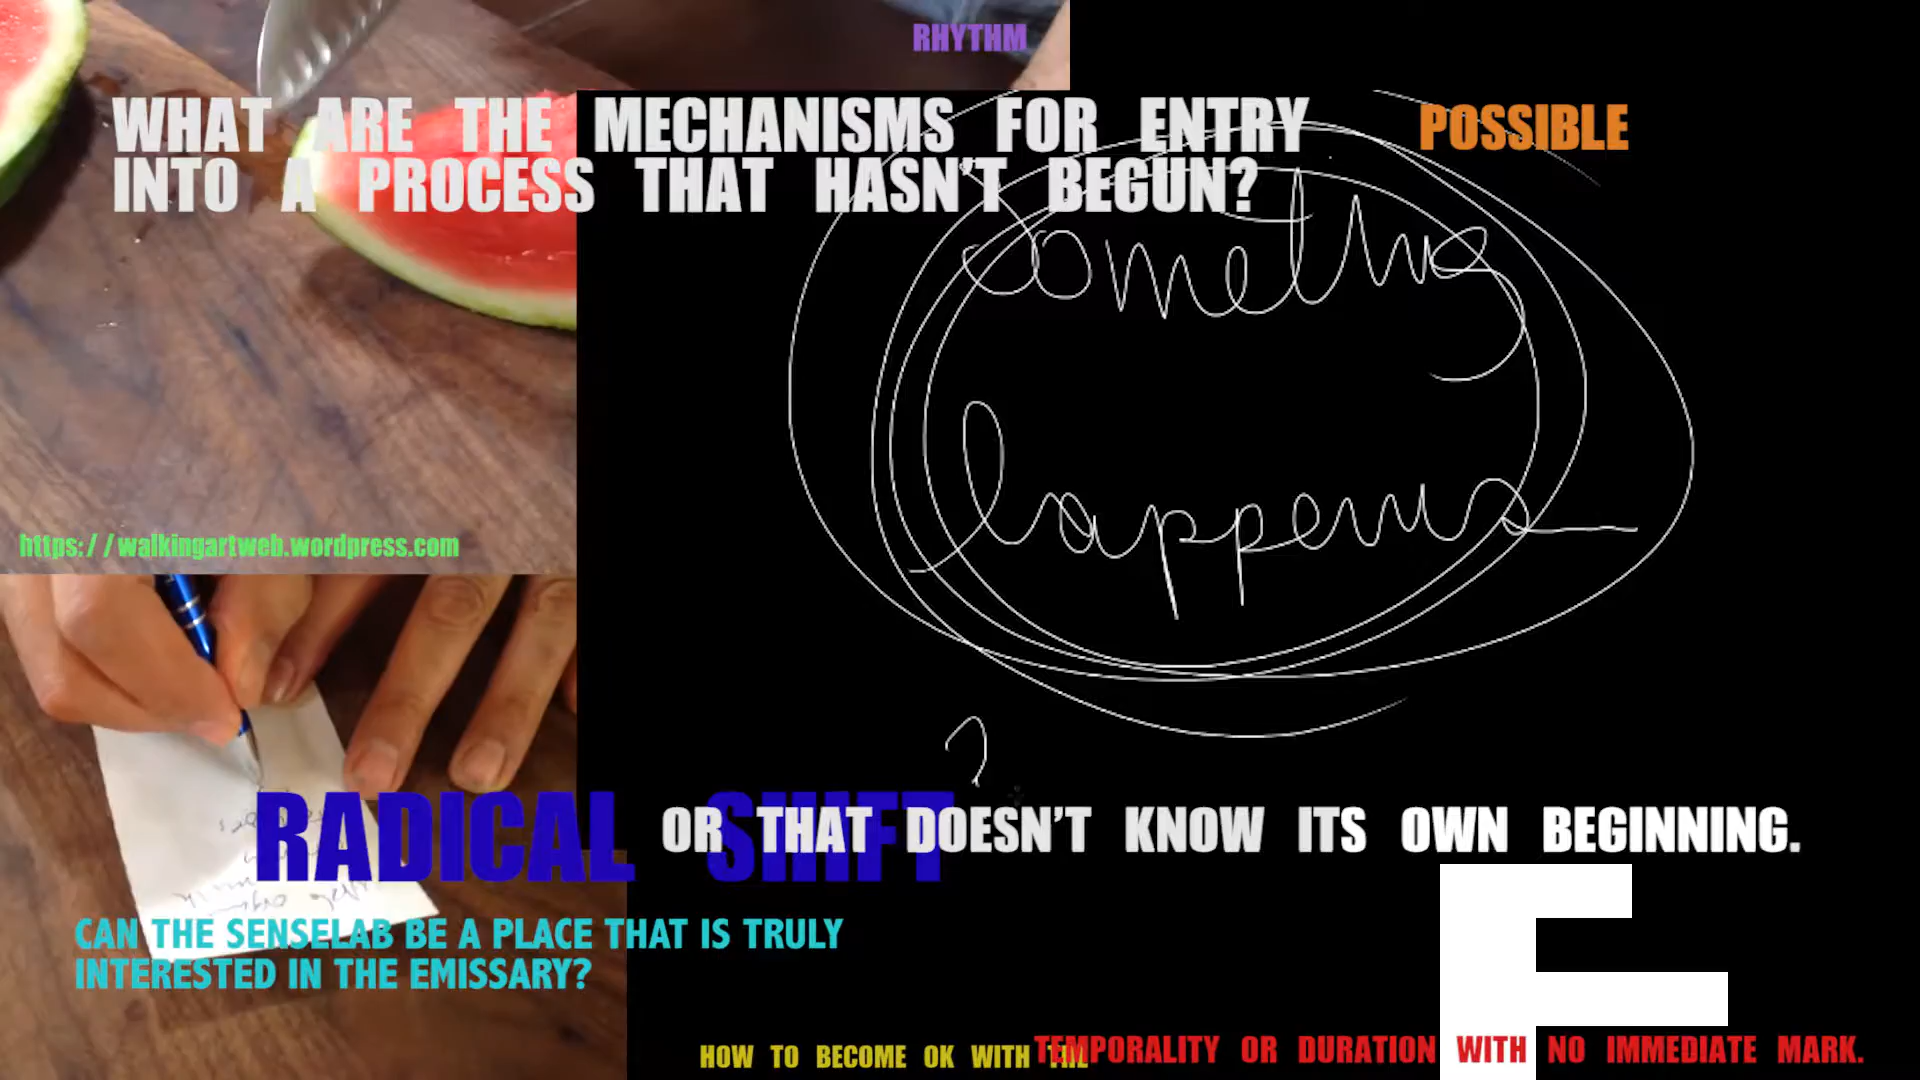 RHYTHM
WHAT ARE THE MECHANISMS FOR ENTRY
INTO A PROCESS THAT HASN'T BEGUN?
POSSIBLE
something
happens
https://walkingartweb.wordpress.com
?
RADICAL SHIFT
OR THAT DOESN'T KNOW ITS OWN BEGINNING.
CAN THE SENSELAB BE A PLACE THAT IS TRULY
INTERESTED IN THE EMISSARY?
HOW TO BECOME OK WITH
TEMPORALITY OR DURATION WITH NO IMMEDIATE MARK.